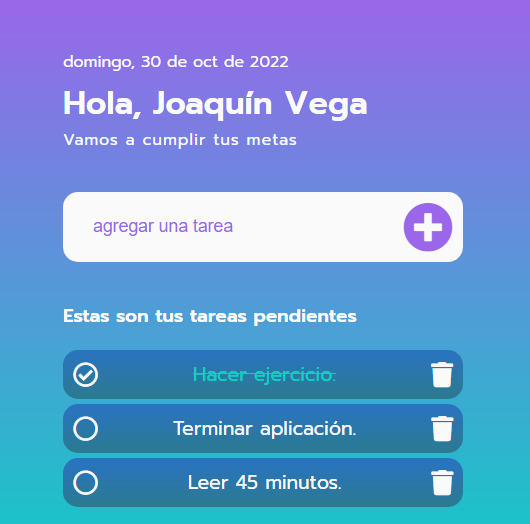 domingo, 30 de oct de 2022
Hola, Joaquín Vega
Vamos a cumplir tus metas
agregar una tarea
Estas son tus tareas pendientes
Hacer ejercicio.
Terminar aplicación.
Leer 45 minutos.